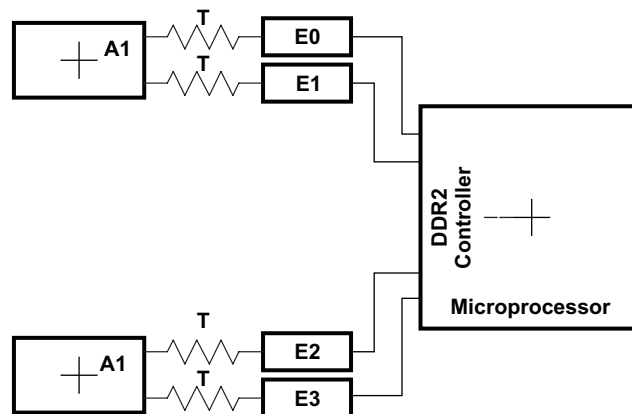 T
A1
E0
T
E1
DDR2
Controller
Microprocessor
T
A1
E2
T
E3